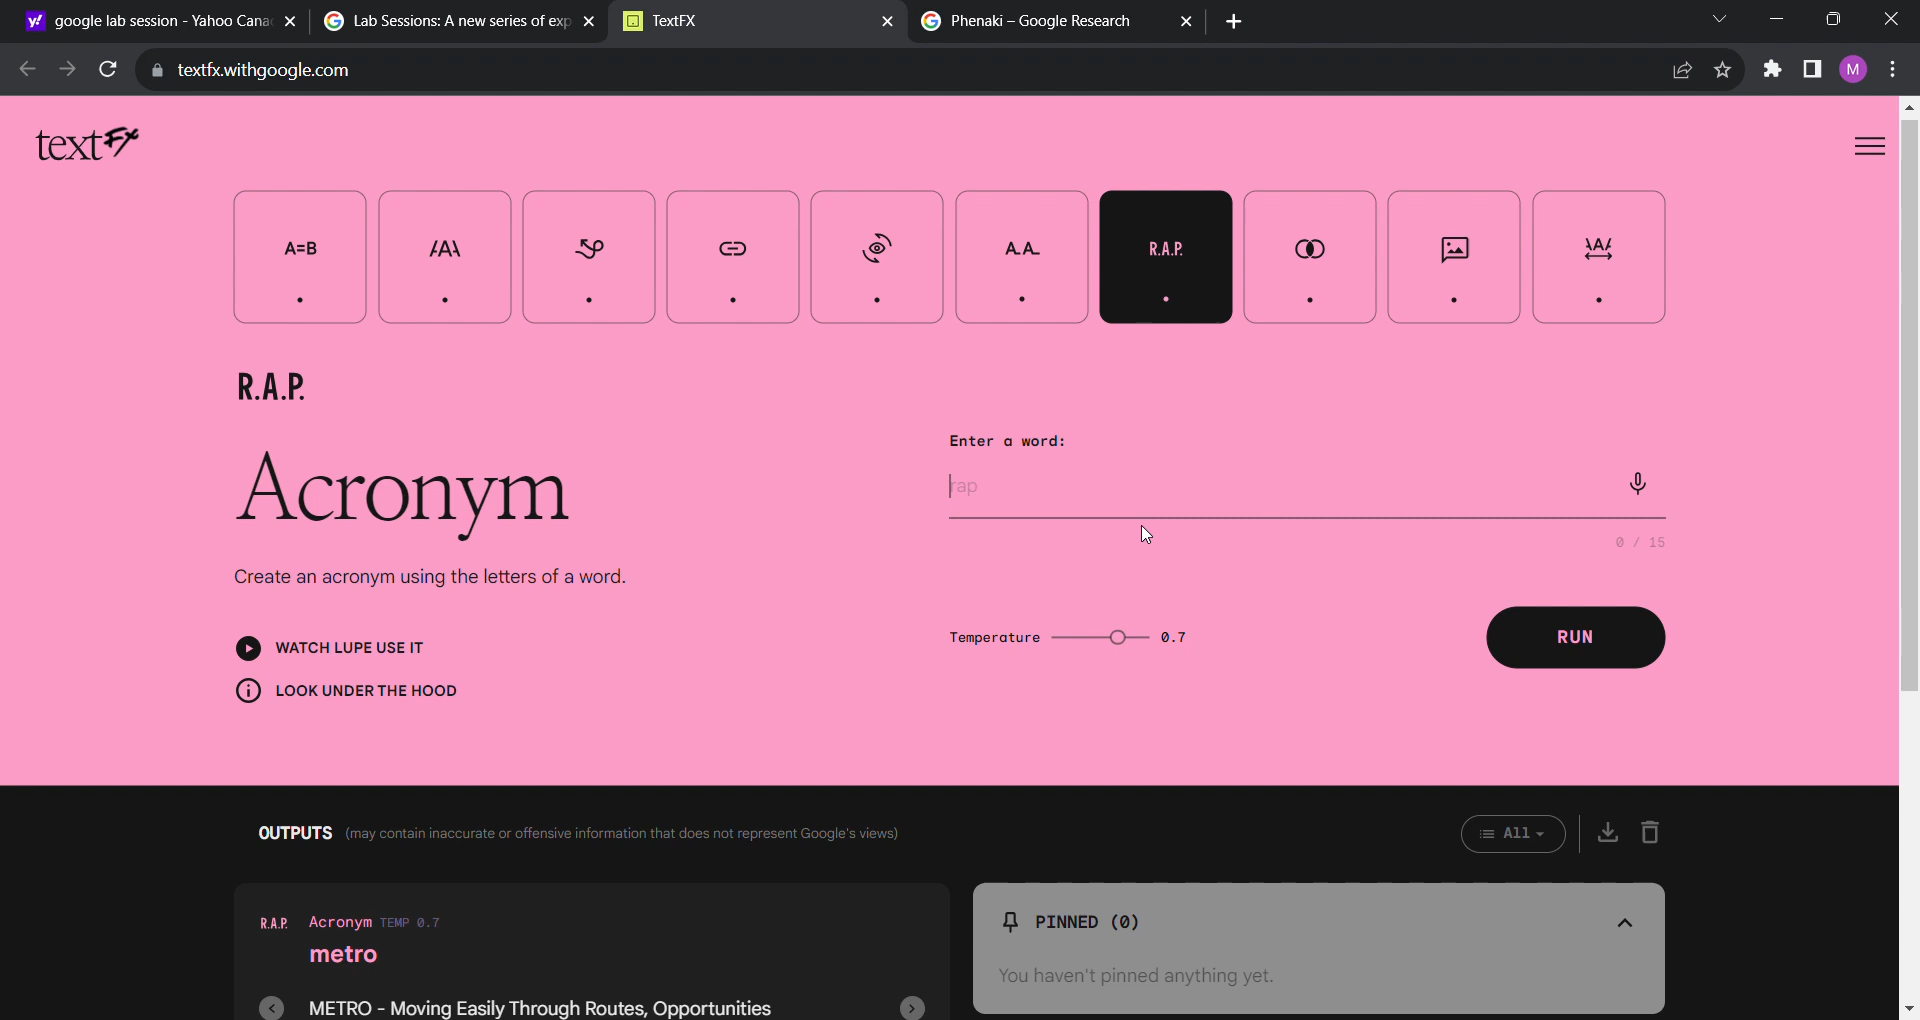 google lab session - Yahoo Cana
Lab Sessions: A new series of exp
TextFX
Phenaki – Google Research
textfx.withgoogle.com
M
textFX
A=B
/AA\
A.A.
R.A.P.
\A/
R.A.P.
Acronym
Create an acronym using the letters of a word.
WATCH LUPE USE IT
LOOK UNDER THE HOOD
Enter a word:
rap
0 / 15
Temperature 0.7
RUN
OUTPUTS (may contain inaccurate or offensive information that does not represent Google's views)
All
R.A.P. Acronym TEMP 0.7
metro
METRO - Moving Easily Through Routes, Opportunities
PINNED (0)
You haven't pinned anything yet.